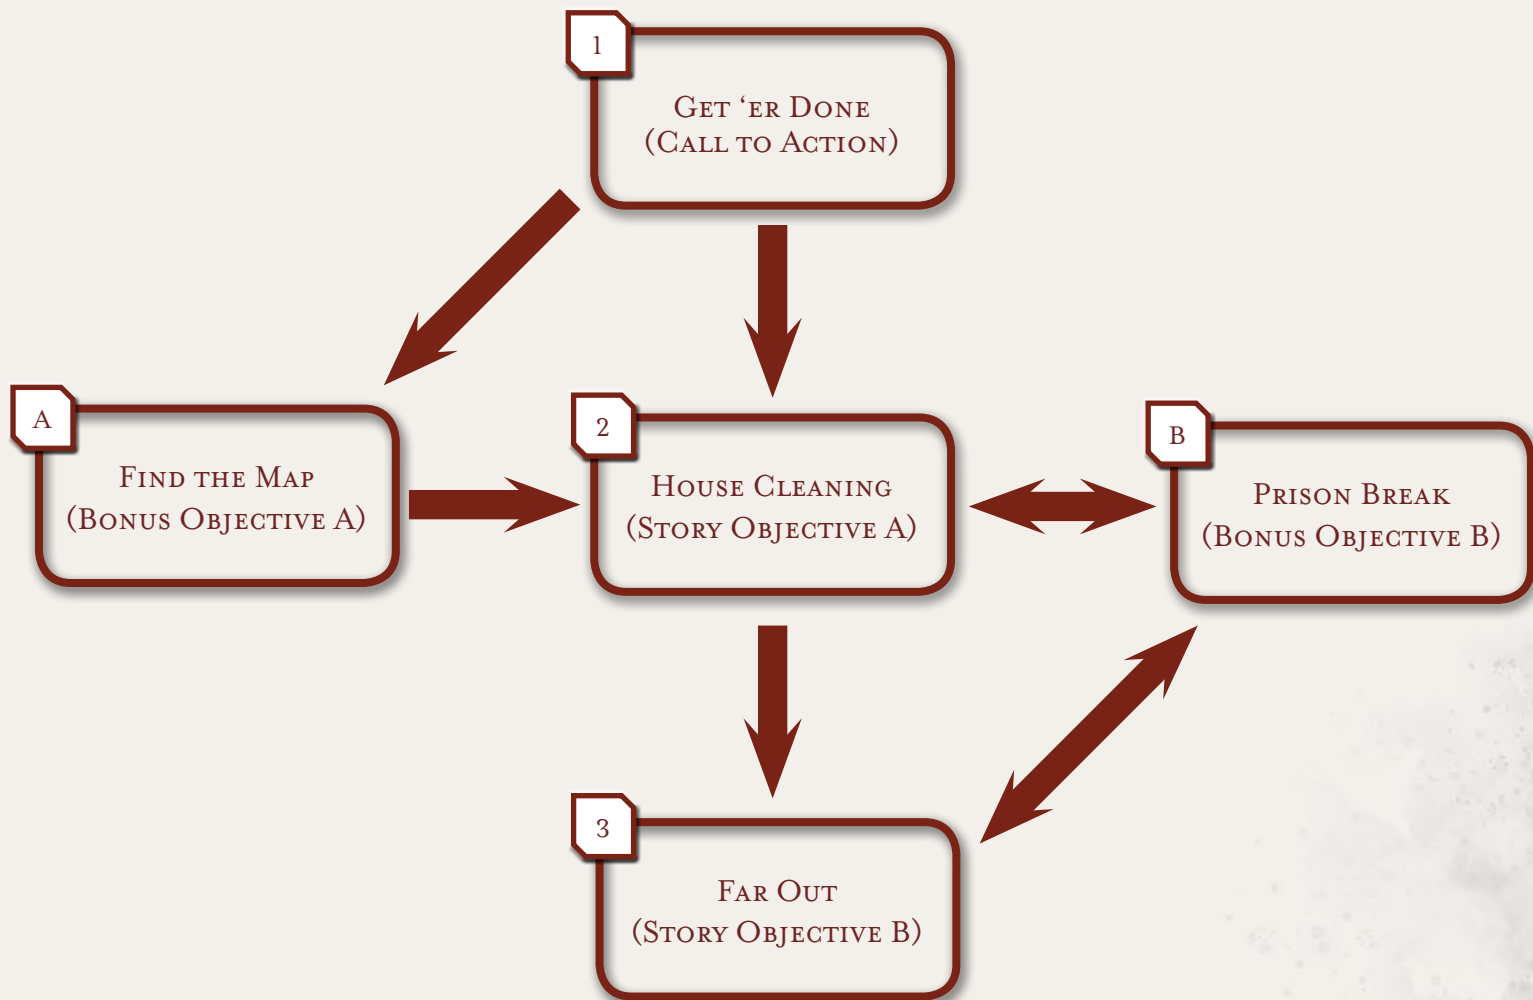 1
Get ‘er Done
(Call to Action)
A
Find the Map
(Bonus Objective A)
2
House Cleaning
(Story Objective A)
B
Prison Break
(Bonus Objective B)
3
Far Out
(Story Objective B)